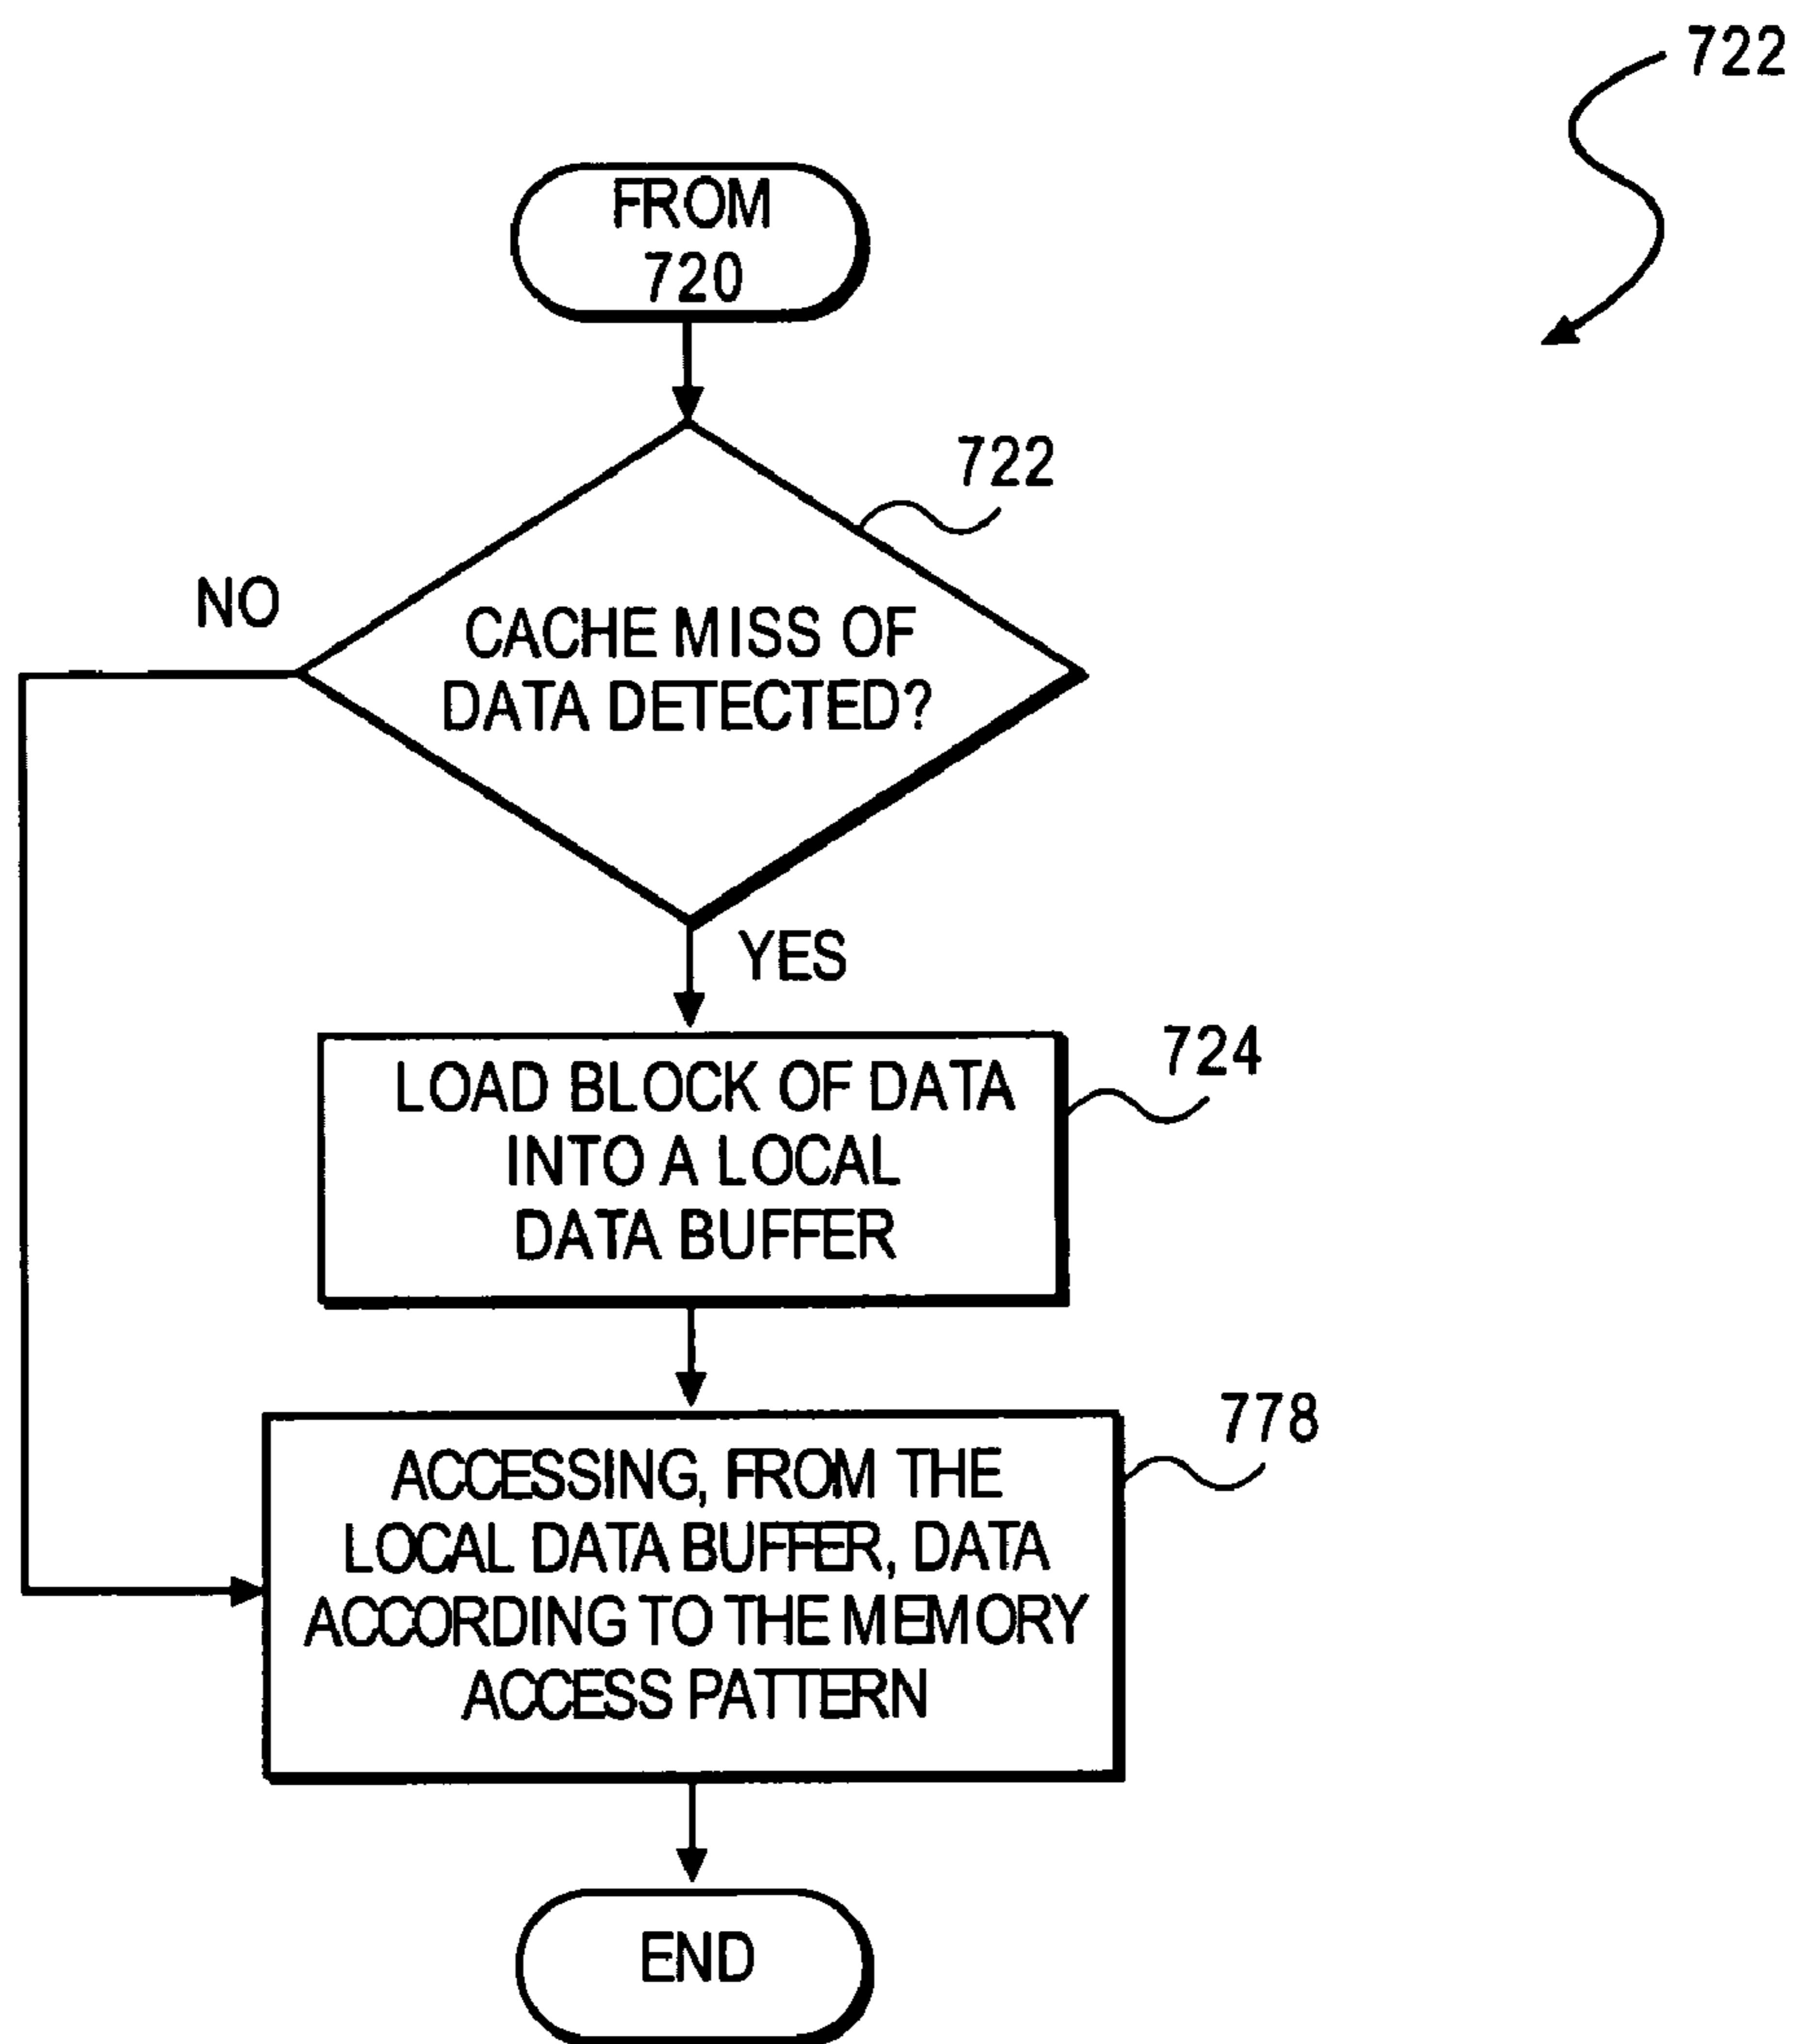 722
FROM
720
722
NO
CACHE MISS OF
DATA DETECTED?
YES
724
LOAD BLOCK OF DATA
INTO A LOCAL
DATA BUFFER
778
ACCESSING, FROM THE
LOCAL DATA BUFFER, DATA
ACCORDING TO THE MEMORY
ACCESS PATTERN
END